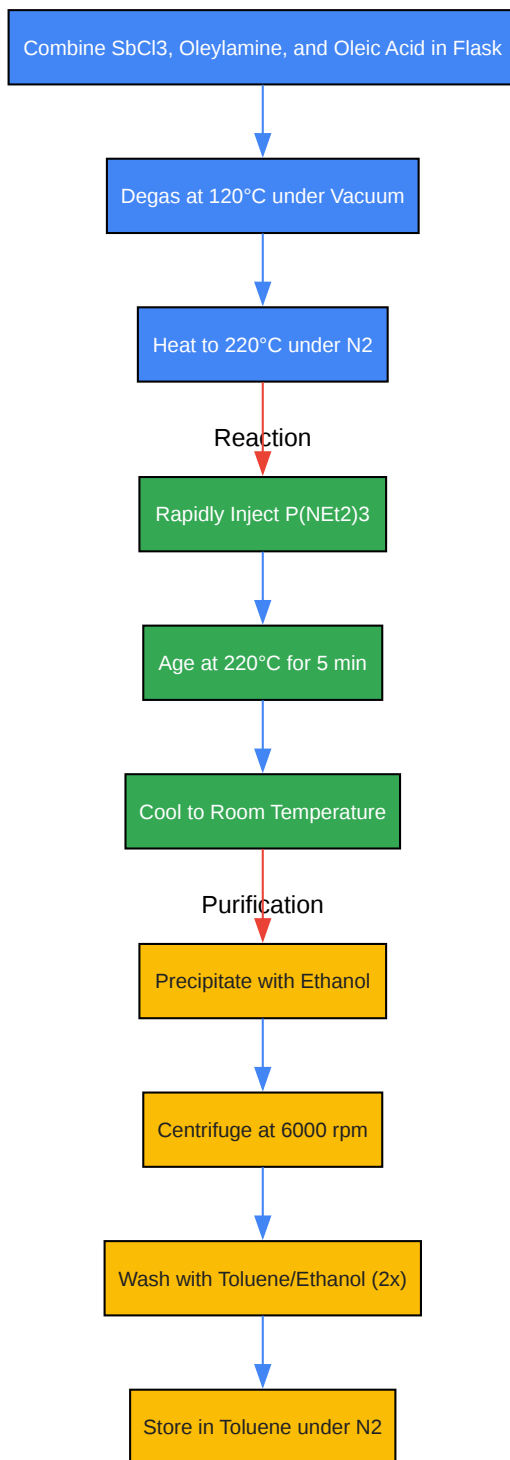 Combine SbCl3, Oleylamine, and Oleic Acid in Flask
Degas at 120°C under Vacuum
Heat to 220°C under N2
Reaction
Rapidly Inject P(NEt2)3
Age at 220°C for 5 min
Cool to Room Temperature
Purification
Precipitate with Ethanol
Centrifuge at 6000 rpm
Wash with Toluene/Ethanol (2x)
Store in Toluene under N2